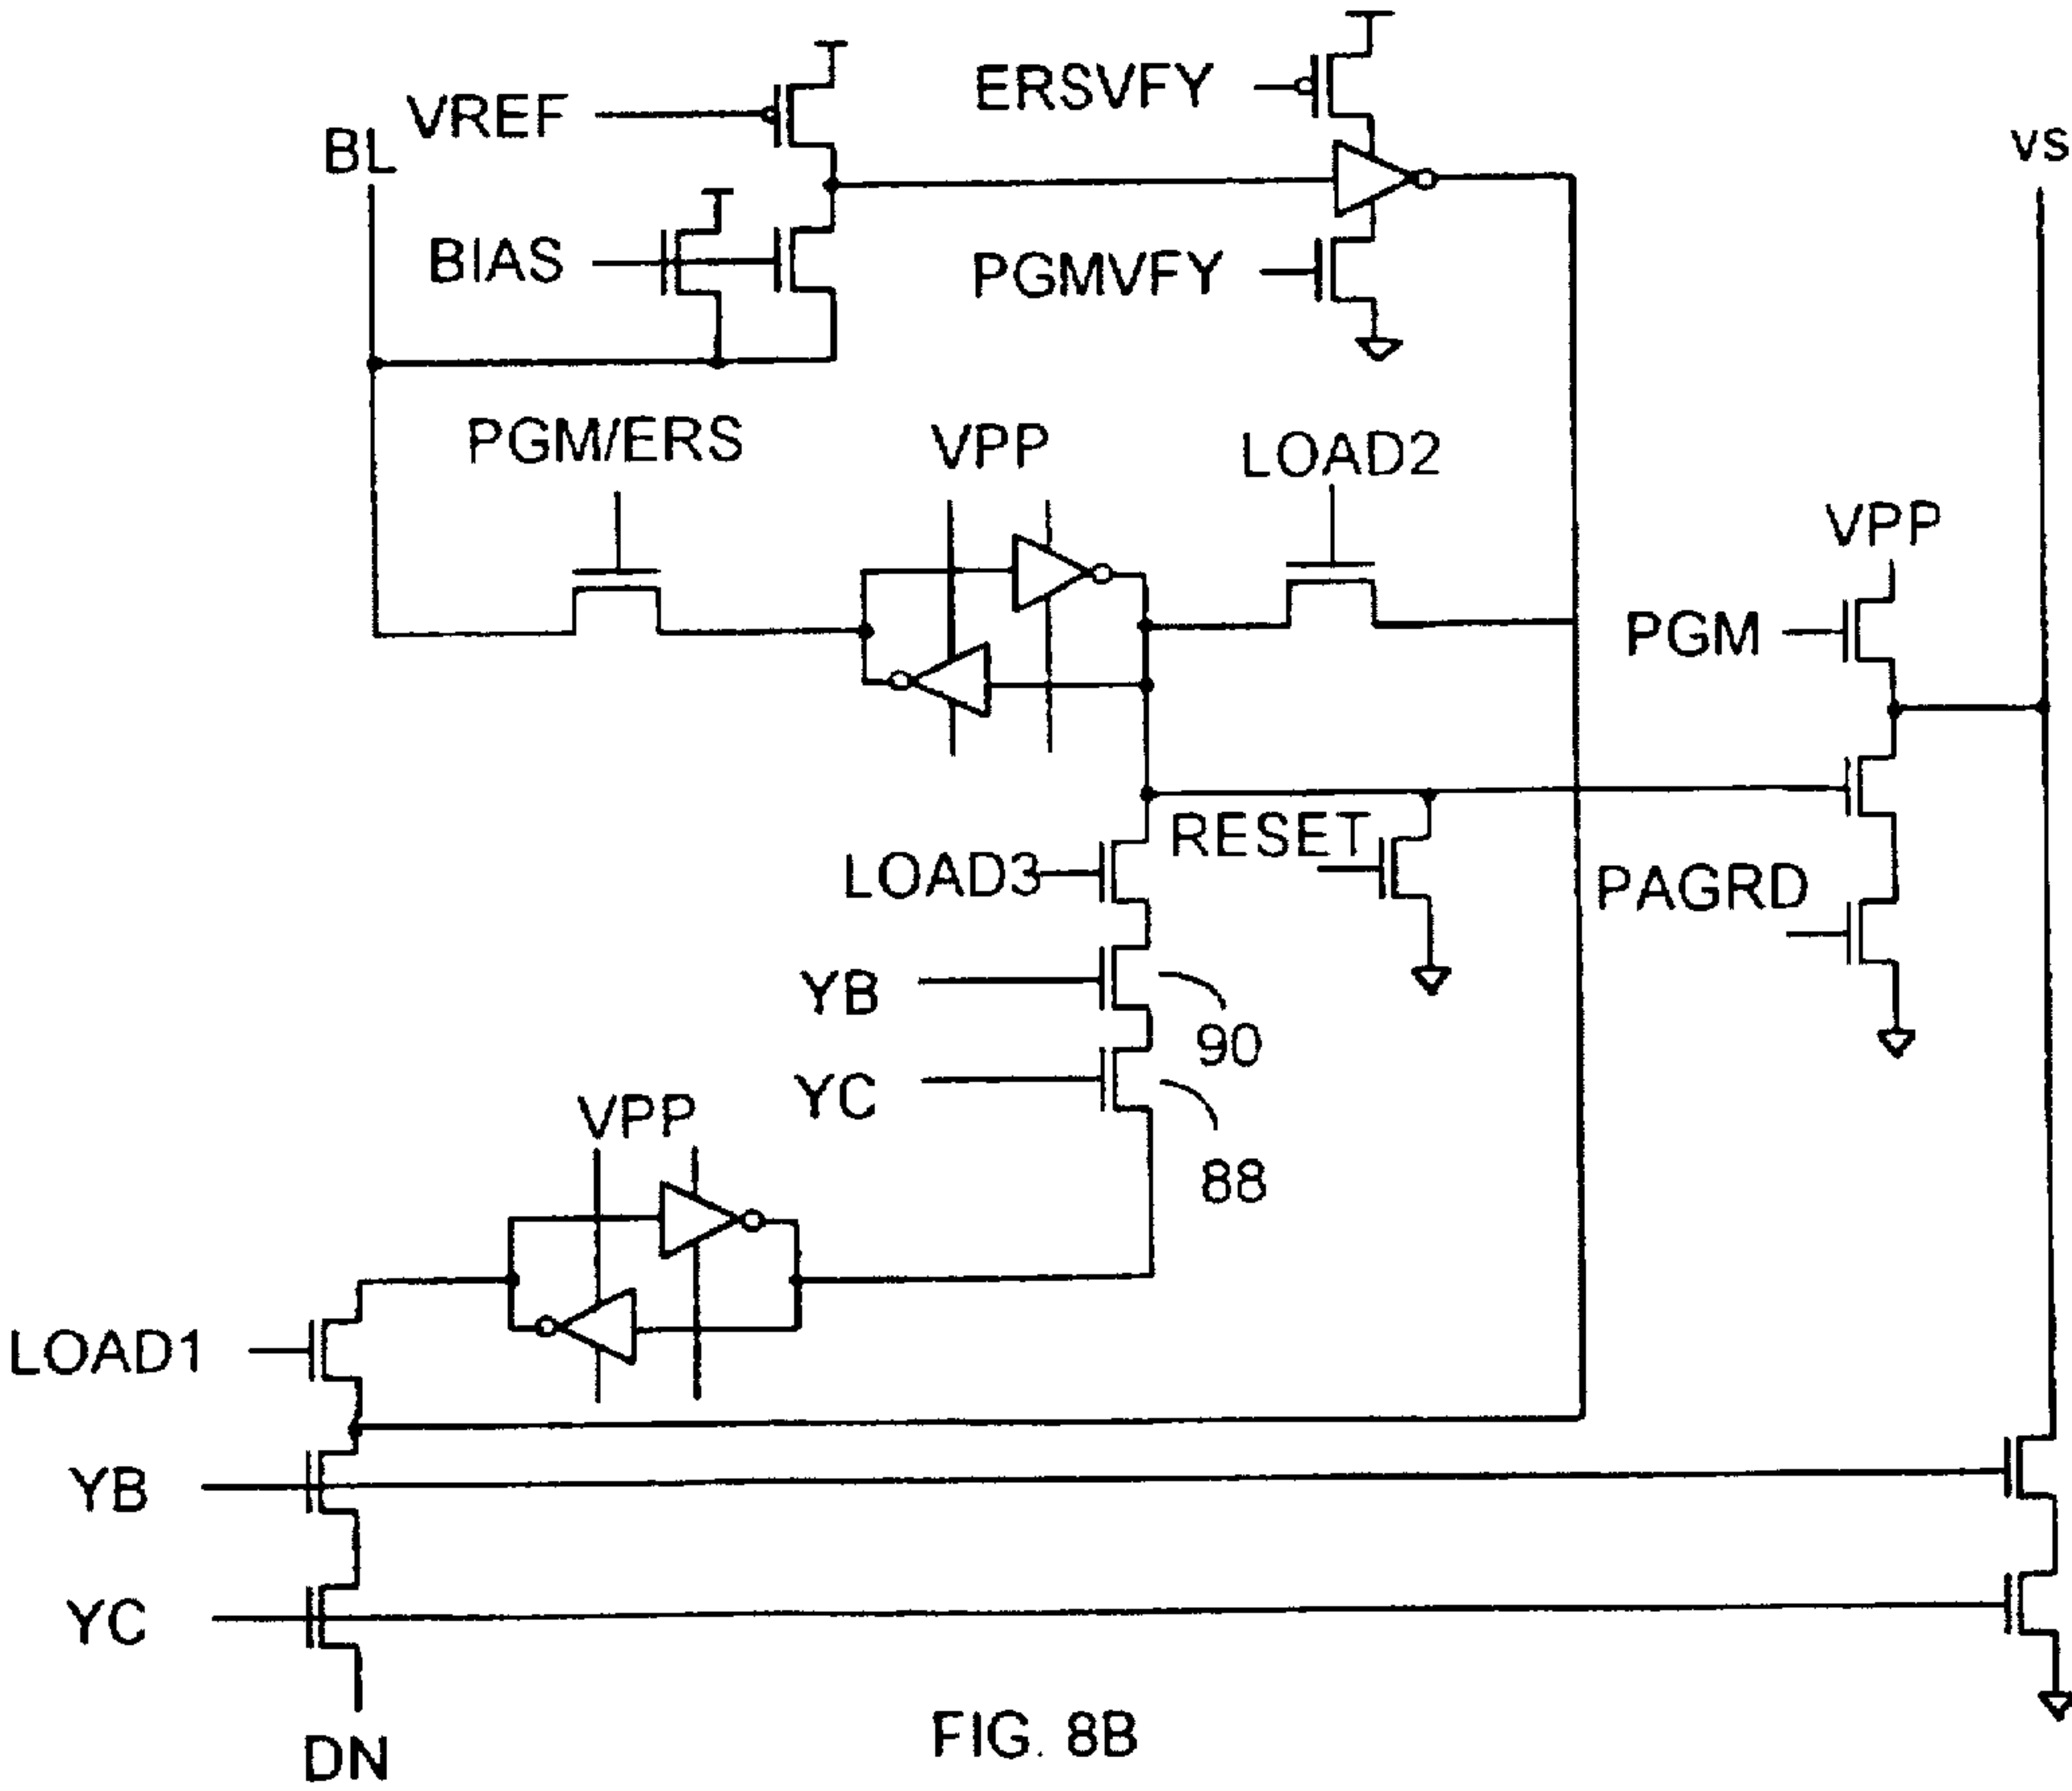 ERSVFY
VREF
BL
vs
BIAS
PGMVFY
PGM/ERS
VPP
LOAD2
VPP
PGM
RESET
LOAD3
PAGRD
YB
90
YC
VPP
88
LOAD1
YB
YC
DN
FIG. 8B